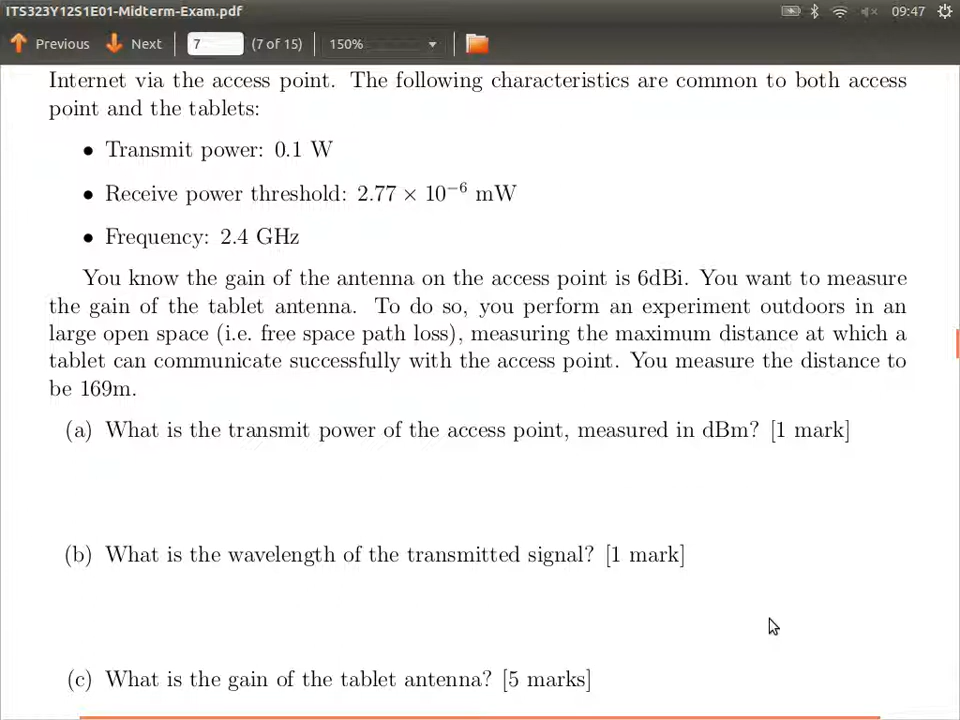 ITS323Y12S1E01-Midterm-Exam.pdf 09:47
Previous Next 7 (7 of 15) 150%
Internet via the access point. The following characteristics are common to both access
point and the tablets:
• Transmit power: 0.1 W
• Receive power threshold: 2.77 × 10⁻⁶ mW
• Frequency: 2.4 GHz
You know the gain of the antenna on the access point is 6dBi. You want to measure
the gain of the tablet antenna. To do so, you perform an experiment outdoors in an
large open space (i.e. free space path loss), measuring the maximum distance at which a
tablet can communicate successfully with the access point. You measure the distance to
be 169m.
(a) What is the transmit power of the access point, measured in dBm? [1 mark]
(b) What is the wavelength of the transmitted signal? [1 mark]
(c) What is the gain of the tablet antenna? [5 marks]